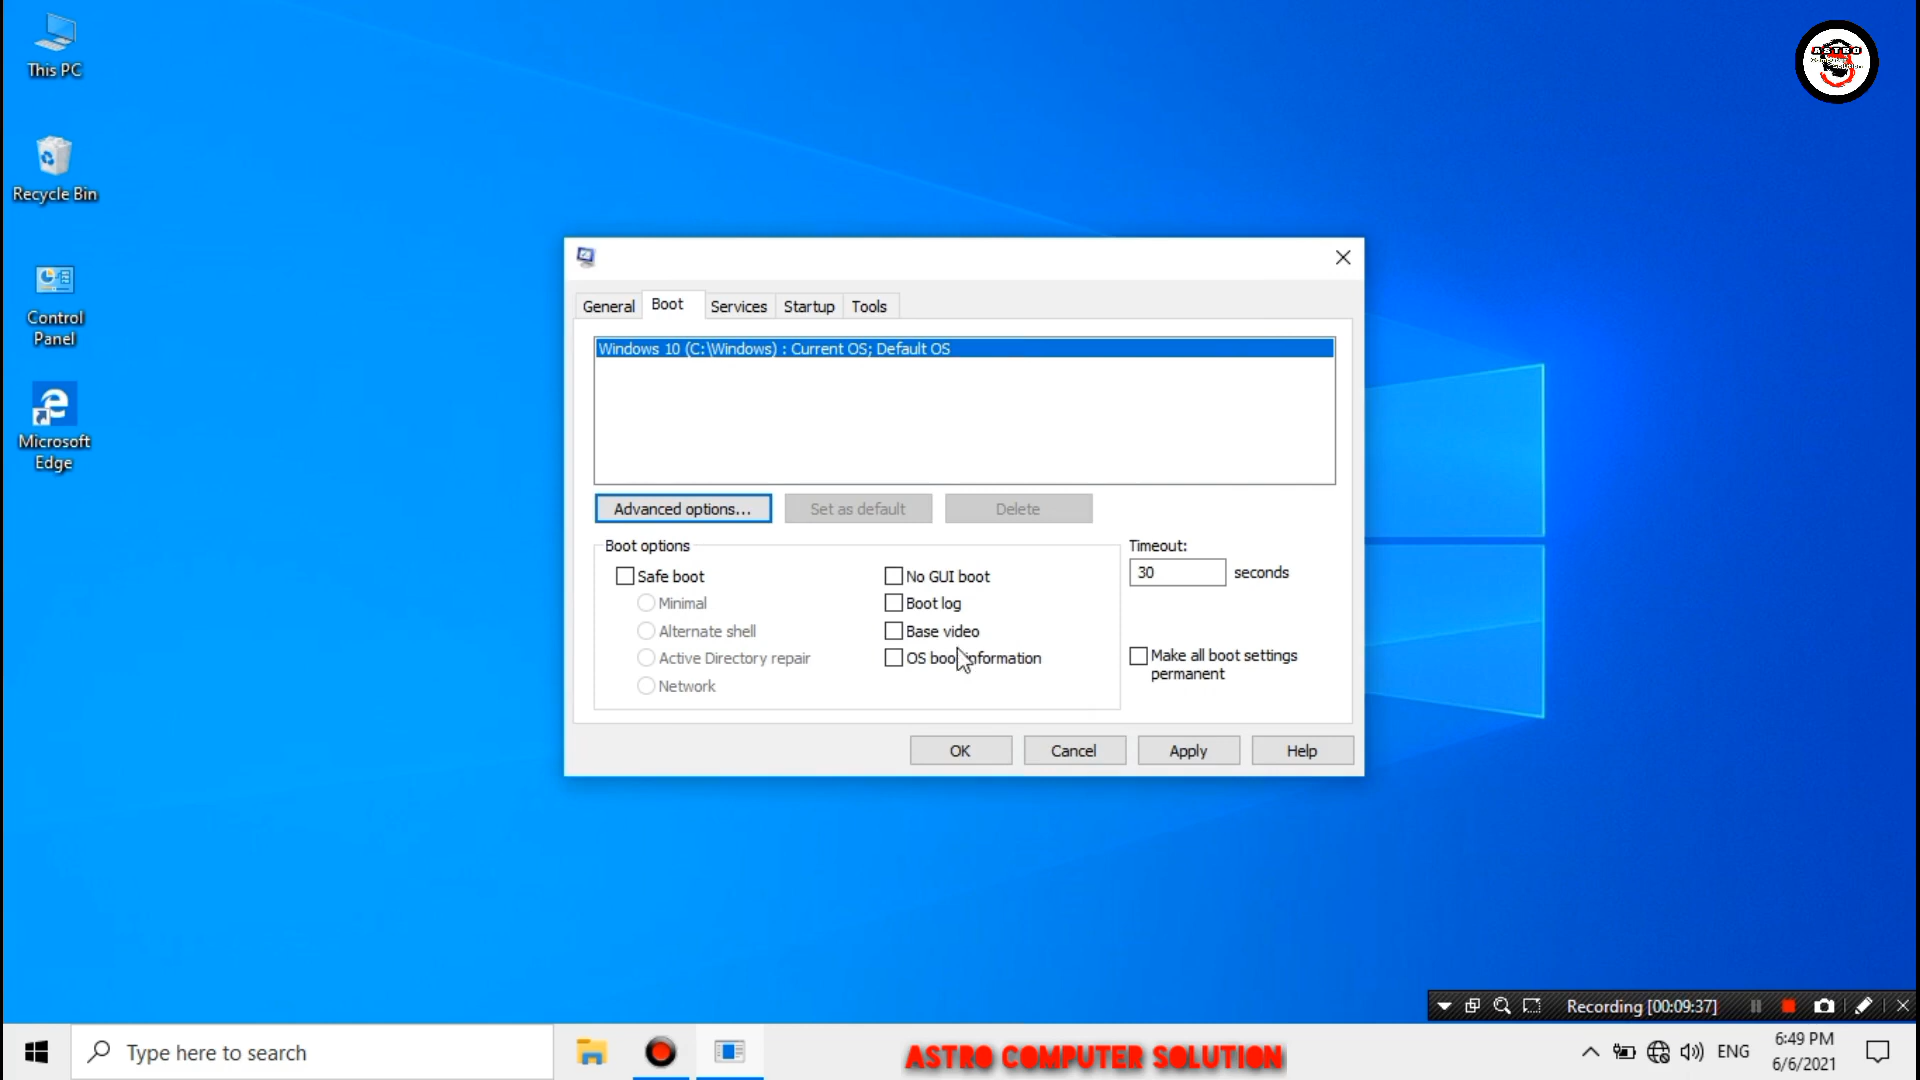 This PC
Recycle Bin
Control
Panel
Microsoft
Edge
ASTRO
General
Boot
Services
Startup
Tools
Windows 10 (C:\Windows) : Current OS; Default OS
Advanced options...
Set as default
Delete
Boot options
Timeout:
Safe boot
No GUI boot
30 seconds
Minimal
Boot log
Alternate shell
Base video
Active Directory repair
OS boot information
Make all boot settings
permanent
Network
OK
Cancel
Apply
Help
Recording [00:09:37]
Type here to search
ASTRO COMPUTER SOLUTION
ENG
6:49 PM
6/6/2021